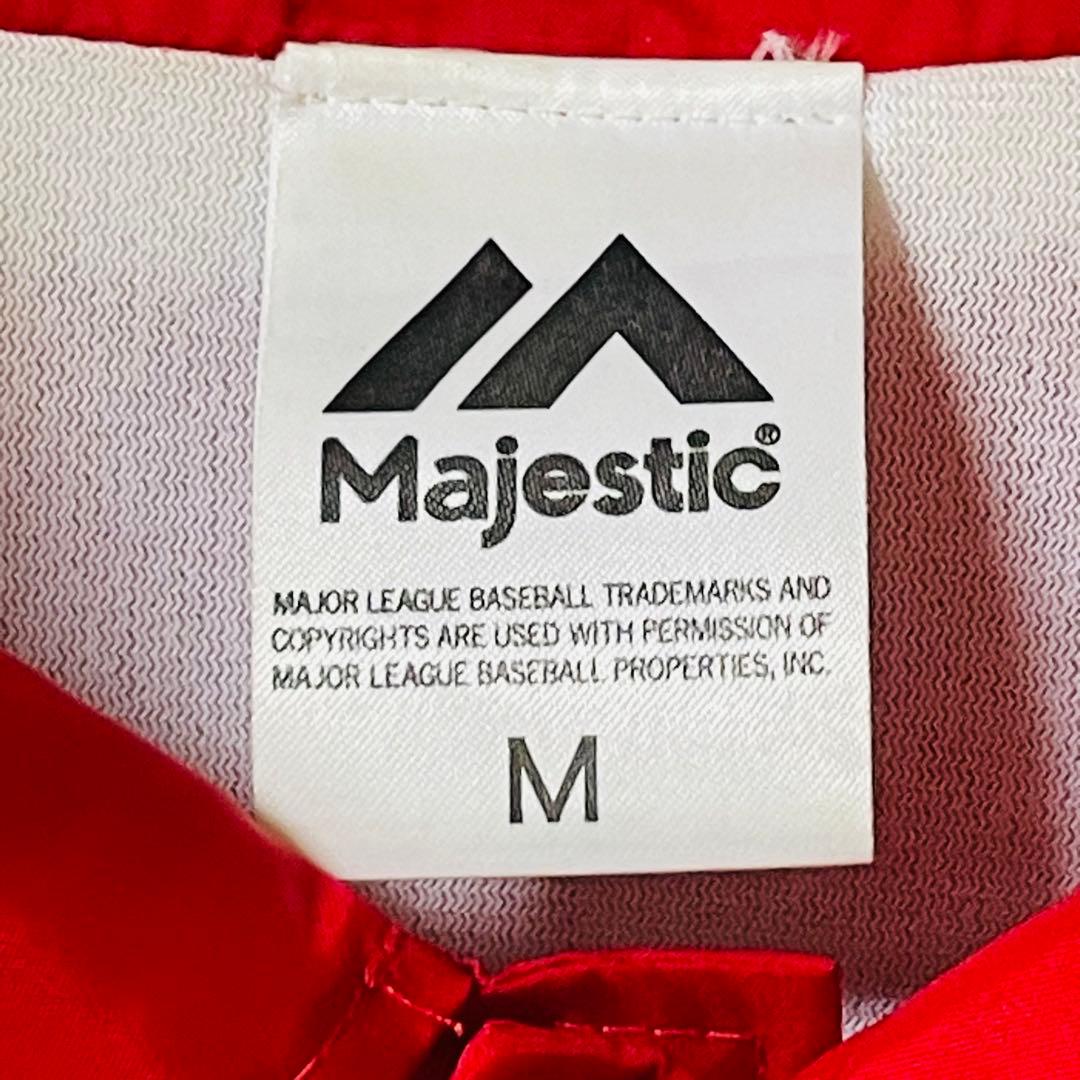 Majestic®
MAJOR LEAGUE BASEBALL TRADEMARKS AND
COPYRIGHTS ARE USED WITH PERMISSION OF
MAJOR LEAGUE BASEBALL PROPERTIES, INC.
M